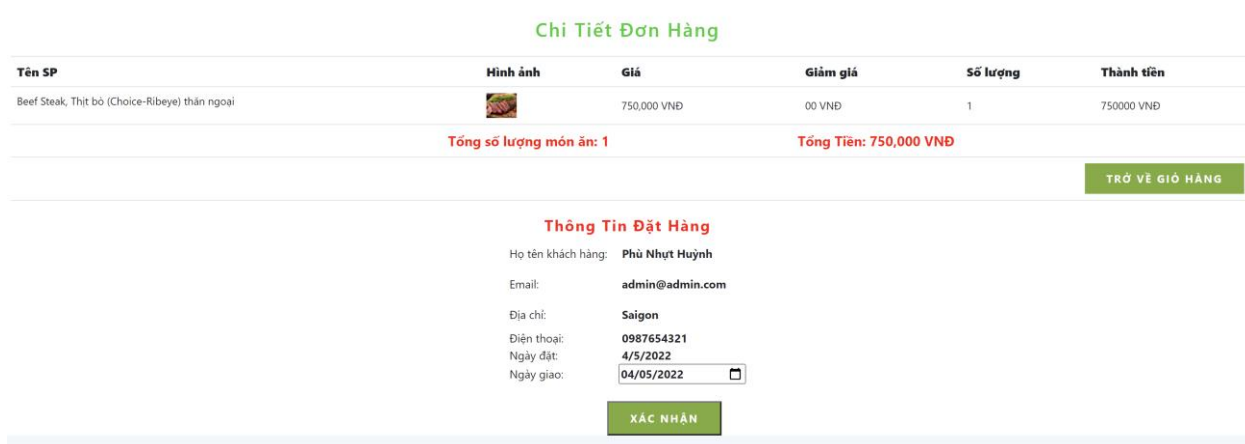 Chi Tiết Đơn Hàng
Tên SP Hình ảnh Giá Giảm giá Số lượng Thành tiền
Beef Steak, Thịt bò (Choice-Ribeye) thăn ngoại 750,000 VNĐ 00 VNĐ 1 750000 VNĐ
Tổng số lượng món ăn: 1 Tổng Tiền: 750,000 VNĐ
TRỞ VỀ GIỎ HÀNG
Thông Tin Đặt Hàng
Họ tên khách hàng: Phù Nhựt Huỳnh
Email: admin@admin.com
Địa chỉ: Saigon
Điện thoại: 0987654321
Ngày đặt: 4/5/2022
Ngày giao: 04/05/2022
XÁC NHẬN